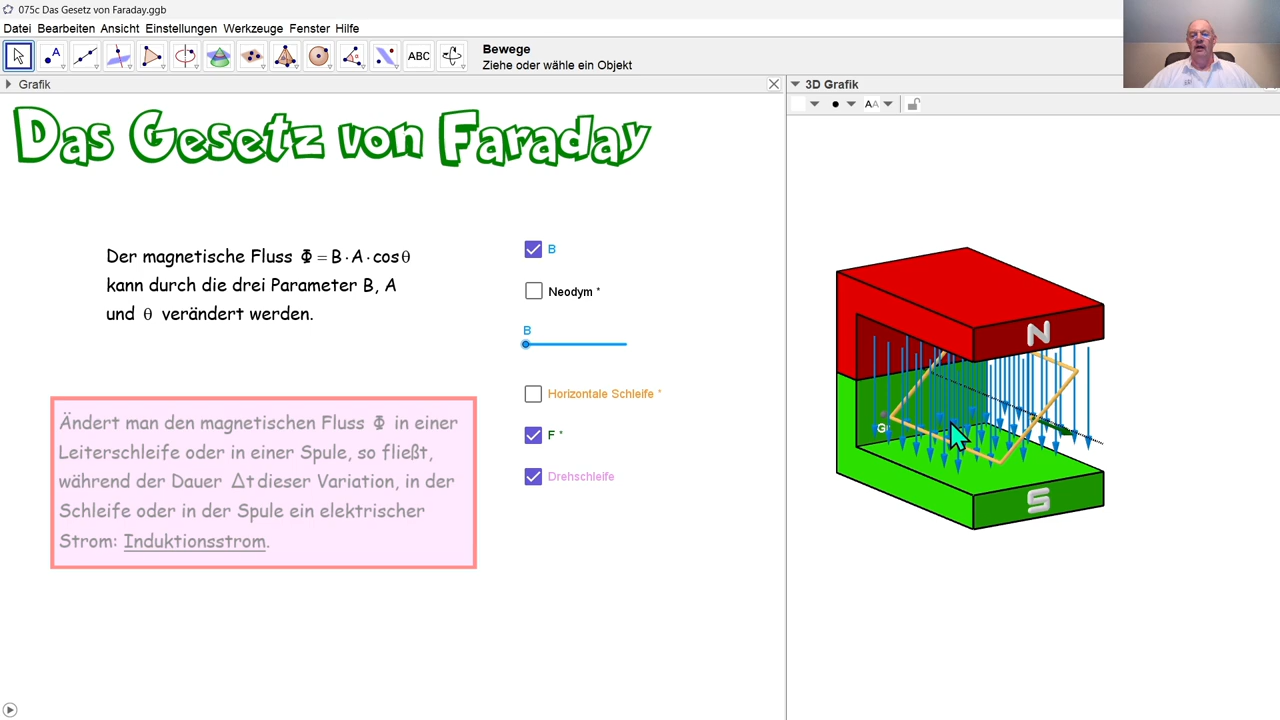 075c Das Gesetz von Faraday.ggb
Datei Bearbeiten Ansicht Einstellungen Werkzeuge Fenster Hilfe
A
ABC
Bewege
Ziehe oder wähle ein Objekt
Grafik
3D Grafik
AA
Das Gesetz von Faraday
Der magnetische Fluss Φ = B · A · cos θ
kann durch die drei Parameter B, A
und θ verändert werden.
B
Neodym *
B
Horizontale Schleife *
F *
Drehschleife
Ändert man den magnetischen Fluss Φ in einer
Leiterschleife oder in einer Spule, so fließt,
während der Dauer Δt dieser Variation, in der
Schleife oder in der Spule ein elektrischer
Strom: Induktionsstrom.
N
G
S